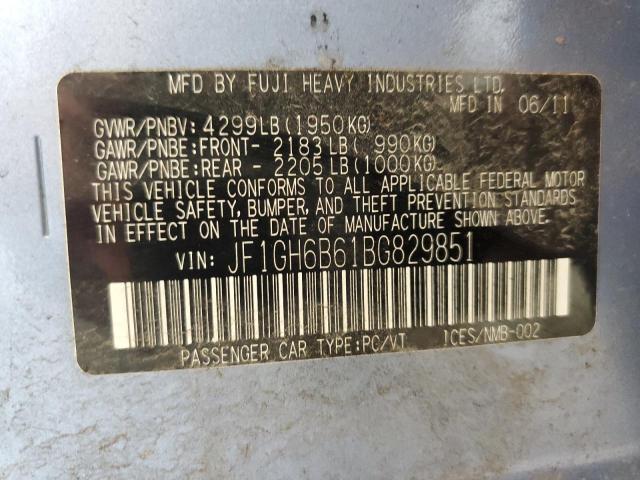 MFD BY FUJI HEAVY INDUSTRIES LTD.
MFD IN 06/11
GVWR/PNBV: 4299LB(1950KG)
GAWR/PNBE:FRONT- 2183LB( 990KG)
GAWR/PNBE:REAR - 2205LB(1000KG)
THIS VEHICLE CONFORMS TO ALL APPLICABLE FEDERAL MOTOR
VEHICLE SAFETY, BUMPER, AND THEFT PREVENTION STANDARDS
IN EFFECT ON THE DATE OF MANUFACTURE SHOWN ABOVE.
VIN: JF1GH6B61BG829851
PASSENGER CAR TYPE:PC/VT ICES/NMB-002